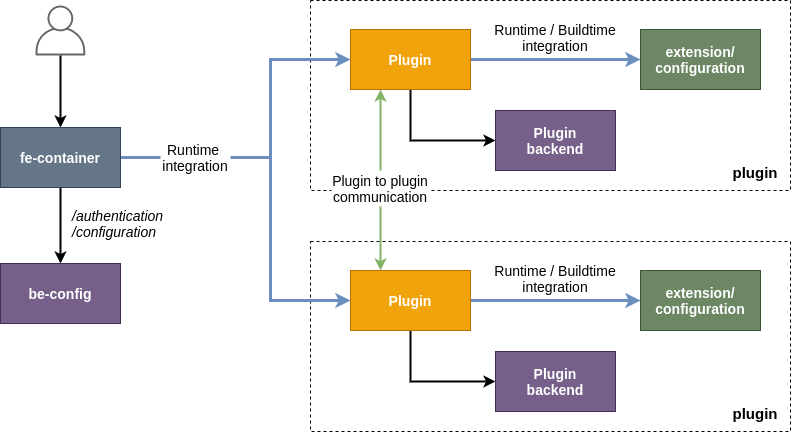 fe-container
Runtime
integration
/authentication
/configuration
be-config
Plugin
Runtime / Buildtime
integration
extension/
configuration
Plugin
backend
plugin
Plugin to plugin
communication
Plugin
Runtime / Buildtime
integration
extension/
configuration
Plugin
backend
plugin